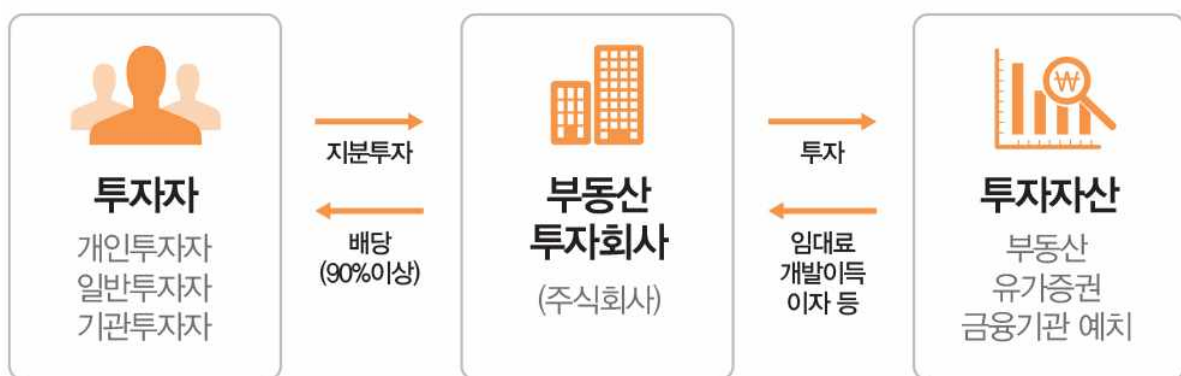 투자자
개인투자자
일반투자자
기관투자자
지분투자
배당
(90%이상)
부동산
투자회사
(주식회사)
투자
임대료
개발이득
이자 등
₩
투자자산
부동산
유가증권
금융기관 예치